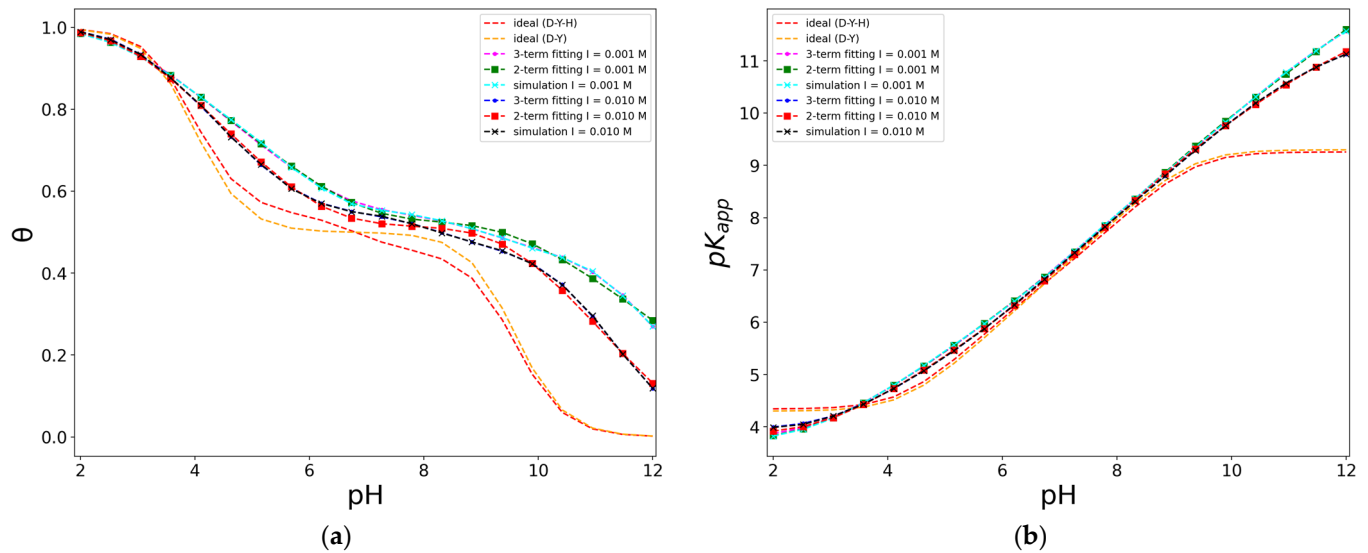 ideal (D-Y-H)
ideal (D-Y)
3-term fitting I = 0.001 M
2-term fitting I = 0.001 M
simulation I = 0.001 M
3-term fitting I = 0.010 M
2-term fitting I = 0.010 M
simulation I = 0.010 M
1.0
0.8
0.6
0.4
0.2
0.0
θ
2 4 6 8 10 12
pH
(a)
ideal (D-Y-H)
ideal (D-Y)
3-term fitting I = 0.001 M
2-term fitting I = 0.001 M
simulation I = 0.001 M
3-term fitting I = 0.010 M
2-term fitting I = 0.010 M
simulation I = 0.010 M
11
10
9
8
7
6
5
4
pKapp
2 4 6 8 10 12
pH
(b)